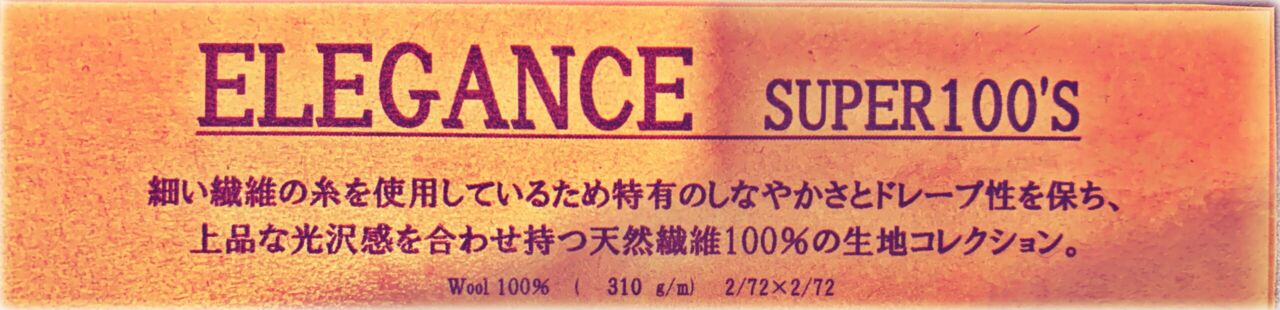 ELEGANCE SUPER100'S
細い繊維の糸を使用しているため特有のしなやかさとドレープ性を保ち、
上品な光沢感を合わせ持つ天然繊維100%の生地コレクション。
Wool 100% ( 310 g/m) 2/72×2/72